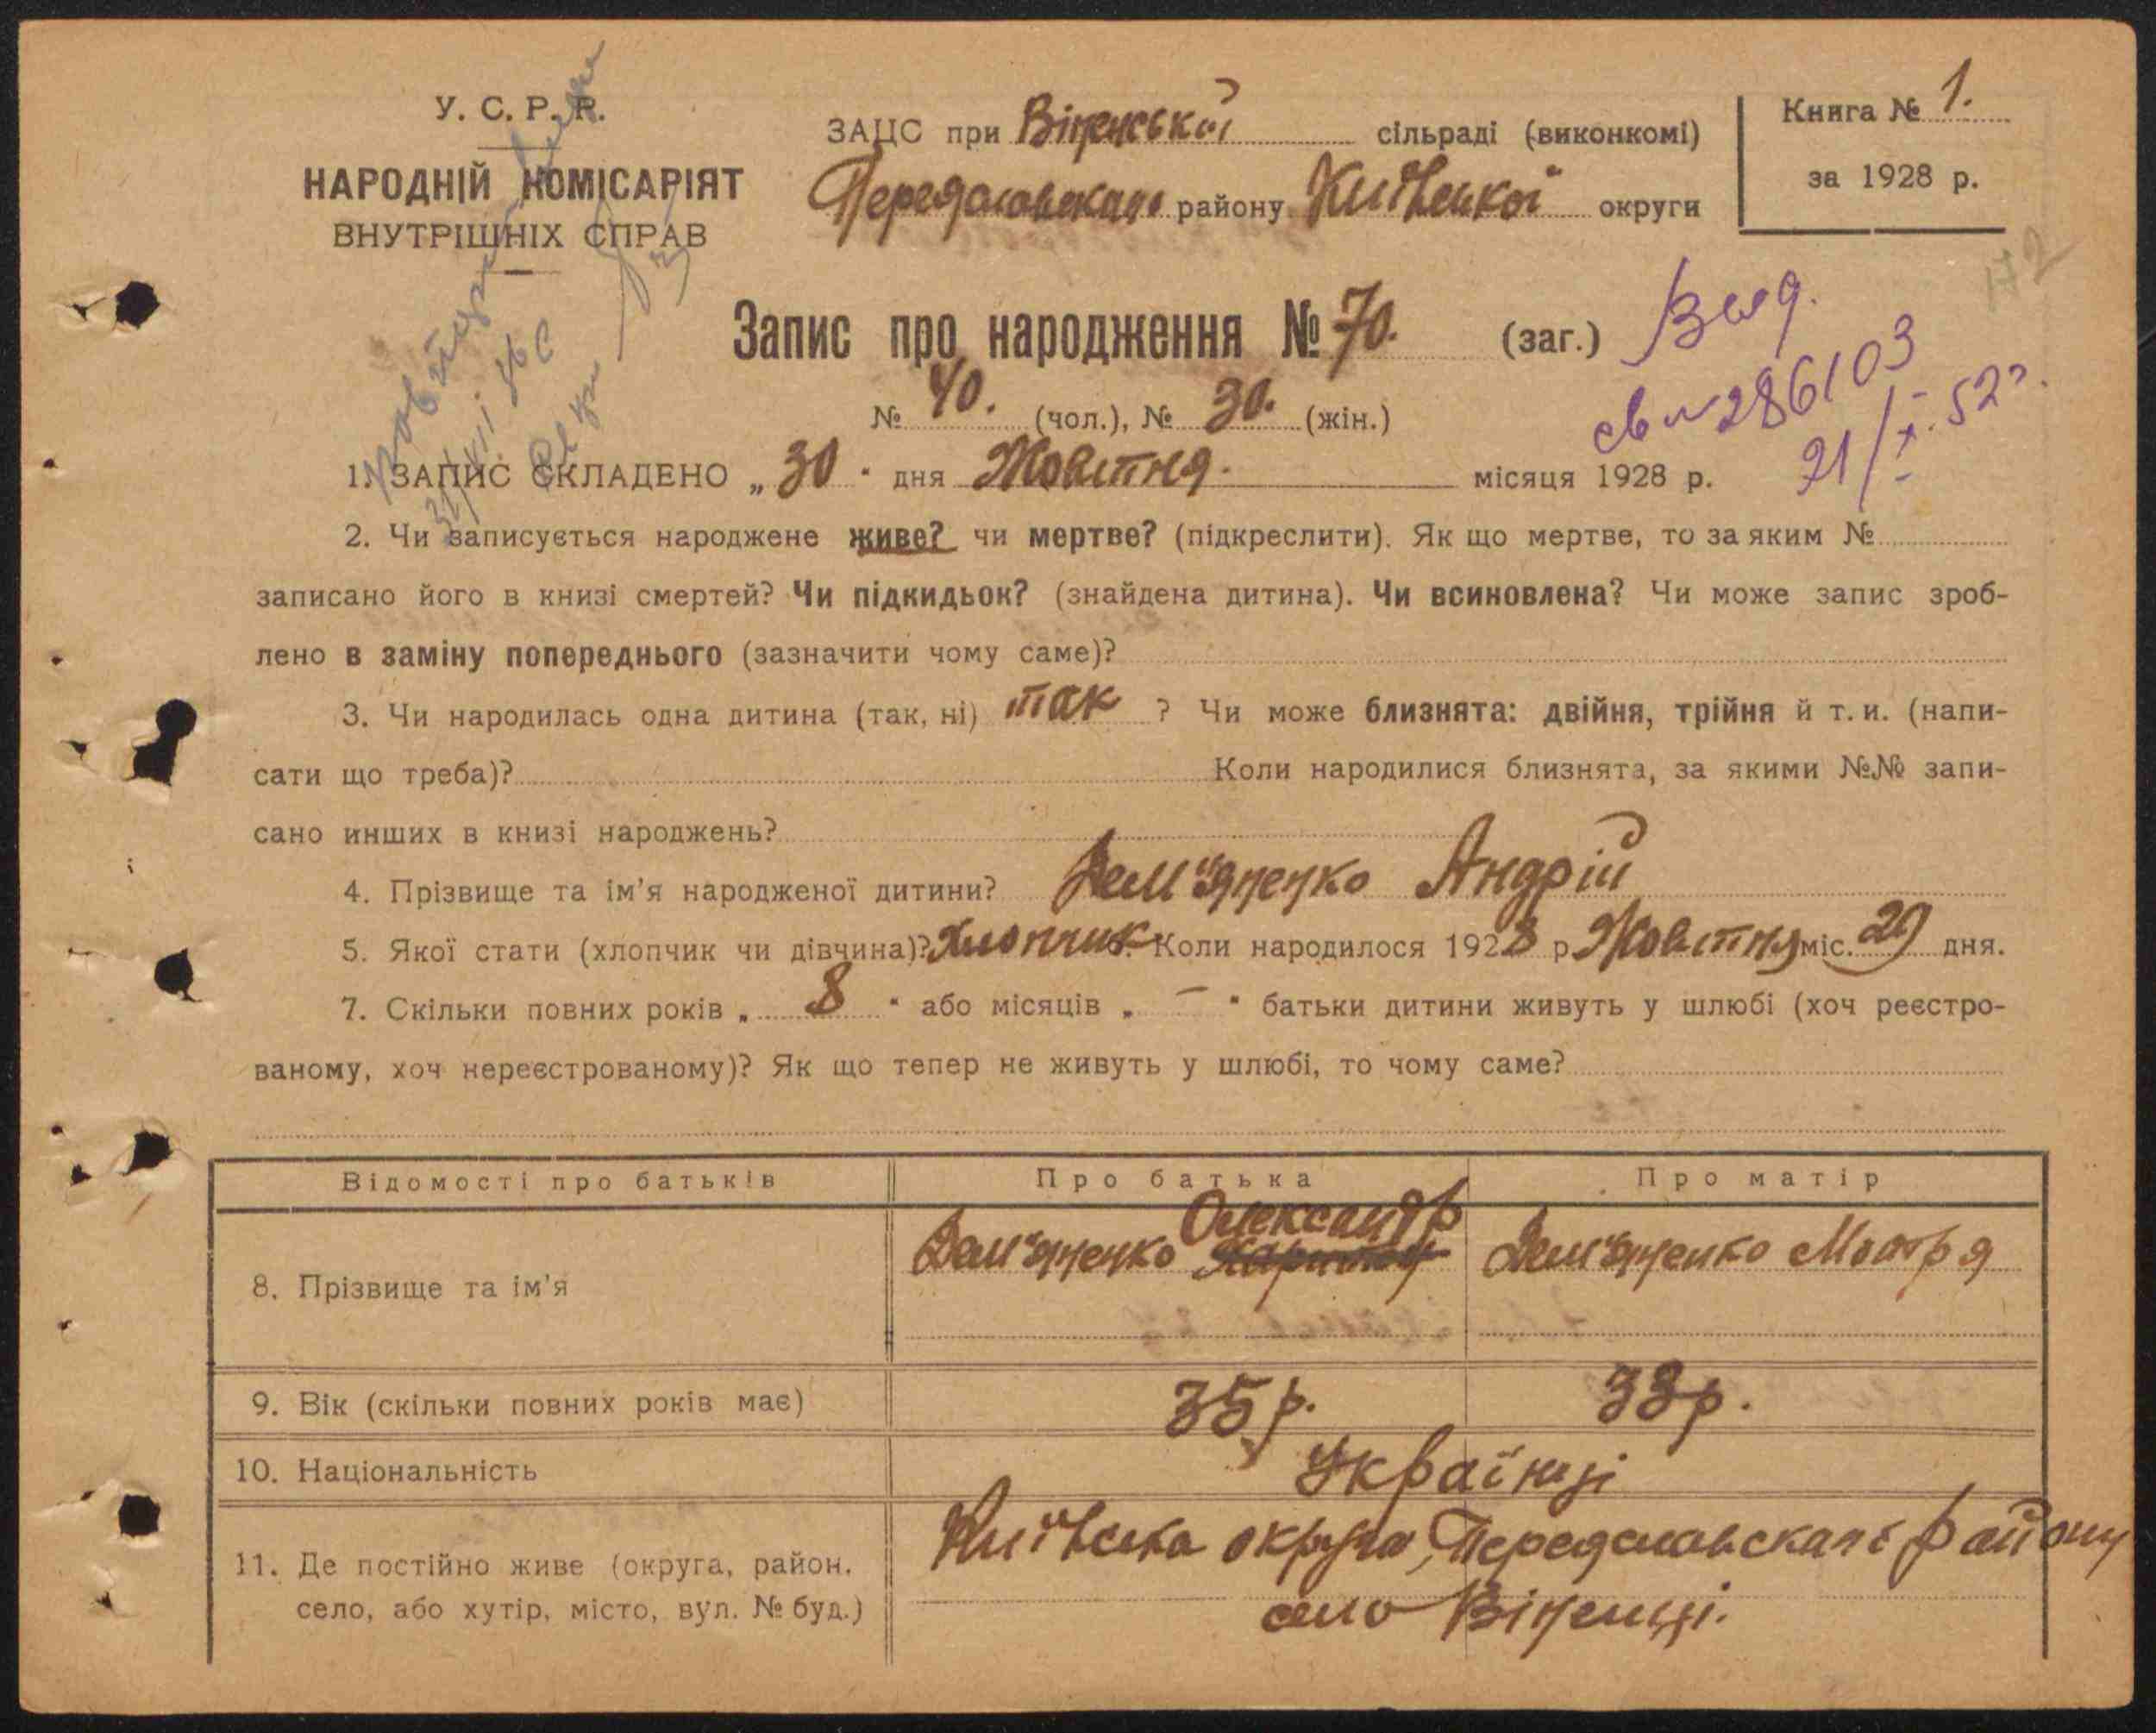 У. С. Р. Р.
НАРОДНІЙ КОМІСАРІЯТ
ВНУТРІШНІХ СПРАВ
ЗАЦС при Віненській сільраді (виконкомі)
району Київської округи
Книга № 1.
за 1928 р.
172
Запис про народження № 70. (заг.)
№ 40. (чол.), № 30. (жін.)
Выд.
св № 286103
21/I-52г.
1. ЗАПИС СКЛАДЕНО „30" дня Жовтня. місяця 1928 р.
2. Чи записується народжене живе? чи мертве? (підкреслити). Як що мертве, то за яким №
записано його в книзі смертей? Чи підкидьок? (знайдена дитина). Чи всиновлена? Чи може запис зроб-
лено в заміну попереднього (зазначити чому саме)?
3. Чи народилась одна дитина (так, ні) так ? Чи може близнята: двійня, трійня й т. и. (напи-
сати що треба)? Коли народилися близнята, за якими №№ запи-
сано инших в книзі народжень?
4. Прізвище та ім'я народженої дитини? Дем'яненко Андрій
5. Якої стати (хлопчик чи дівчина)? Хлопчик. Коли народилося 1928 р. Жовтня міс. 29 дня.
7. Скільки повних років „ 8 " або місяців „ — " батьки дитини живуть у шлюбі (хоч реєстро-
ваному, хоч нереєстрованому)? Як що тепер не живуть у шлюбі, то чому саме?
Відомості про батьків Про батька Про матір
Олександр
8. Прізвище та ім'я Дем'яненко Харитон Дем'яненко Мотря
9. Вік (скільки повних років має) 35 р. 33 р.
10. Національність Українці
11. Де постійно живе (округа, район, село, або хутір, місто, вул. № буд.) Київська округа, району
село Віненці.